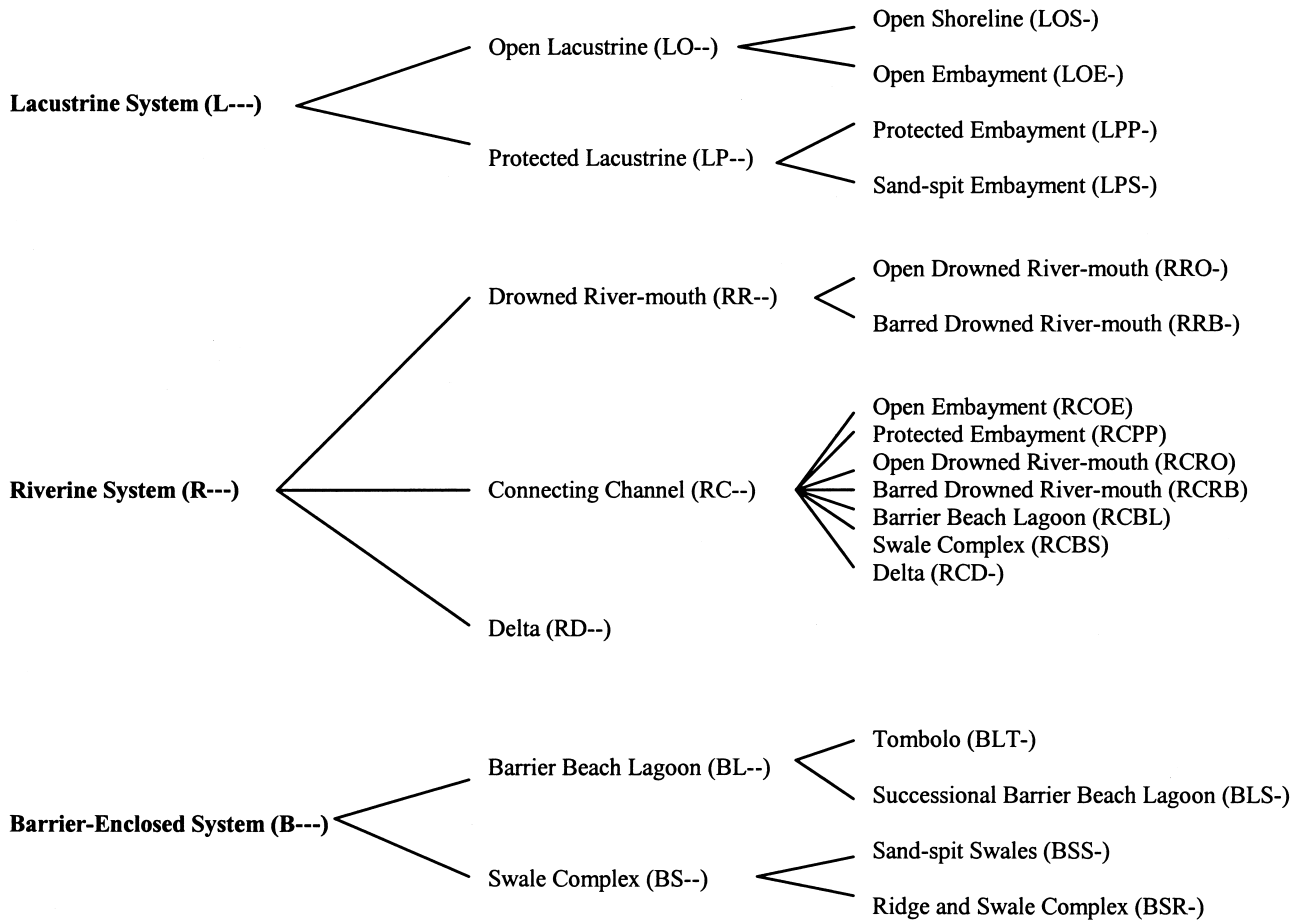 Lacustrine System (L---)
Open Lacustrine (LO--)
Open Shoreline (LOS-)
Open Embayment (LOE-)
Protected Lacustrine (LP--)
Protected Embayment (LPP-)
Sand-spit Embayment (LPS-)
Riverine System (R---)
Drowned River-mouth (RR--)
Open Drowned River-mouth (RRO-)
Barred Drowned River-mouth (RRB-)
Connecting Channel (RC--)
Open Embayment (RCOE)
Protected Embayment (RCPP)
Open Drowned River-mouth (RCRO)
Barred Drowned River-mouth (RCRB)
Barrier Beach Lagoon (RCBL)
Swale Complex (RCBS)
Delta (RCD-)
Delta (RD--)
Barrier-Enclosed System (B---)
Barrier Beach Lagoon (BL--)
Tombolo (BLT-)
Successional Barrier Beach Lagoon (BLS-)
Swale Complex (BS--)
Sand-spit Swales (BSS-)
Ridge and Swale Complex (BSR-)